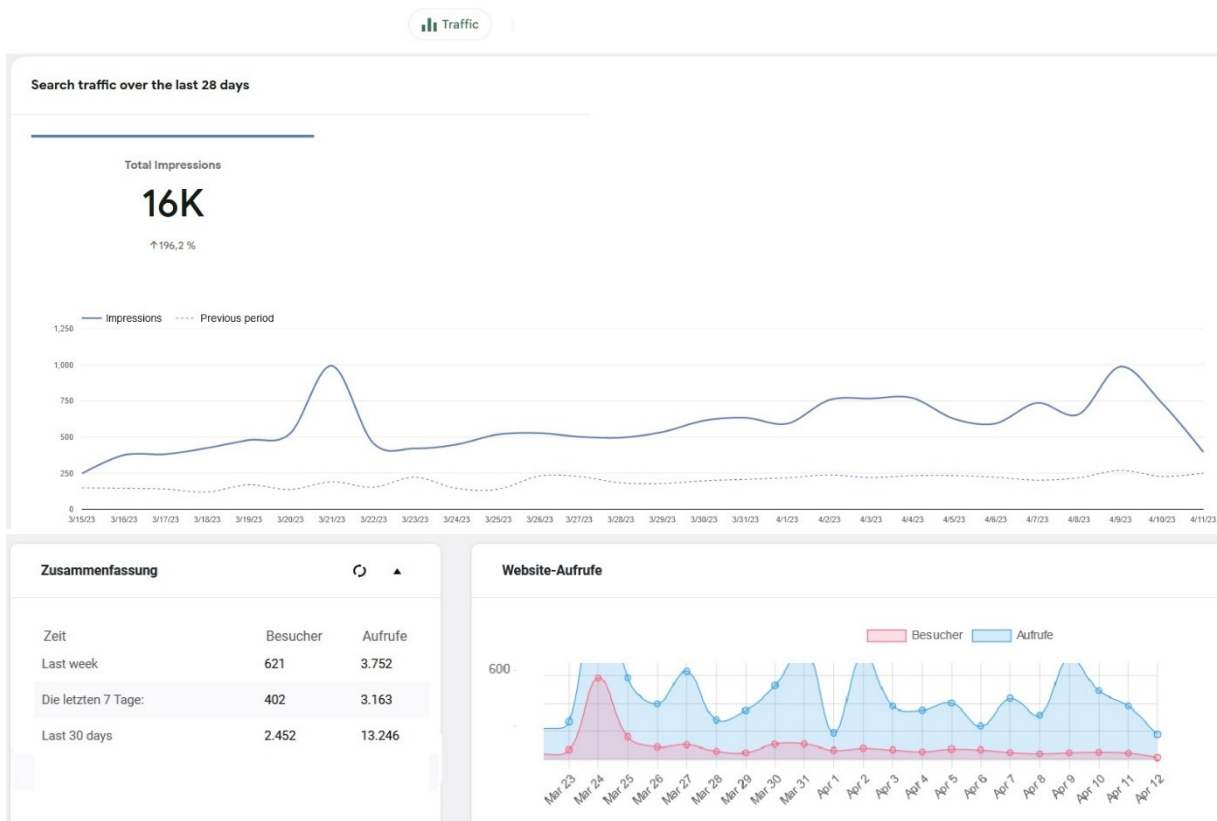 Traffic
Search traffic over the last 28 days
Total Impressions
16K
↑196,2 %
Impressions Previous period
1,250
1,000
750
500
250
0
3/15/23 3/16/23 3/17/23 3/18/23 3/19/23 3/20/23 3/21/23 3/22/23 3/23/23 3/24/23 3/25/23 3/26/23 3/27/23 3/28/23 3/29/23 3/30/23 3/31/23 4/1/23 4/2/23 4/3/23 4/4/23 4/5/23 4/6/23 4/7/23 4/8/23 4/9/23 4/10/23 4/11/23
Zusammenfassung
Zeit Besucher Aufrufe
Last week 621 3.752
Die letzten 7 Tage: 402 3.163
Last 30 days 2.452 13.246
Website-Aufrufe
Besucher Aufrufe
600
Mar 23 Mar 24 Mar 25 Mar 26 Mar 27 Mar 28 Mar 29 Mar 30 Mar 31 Apr 1 Apr 2 Apr 3 Apr 4 Apr 5 Apr 6 Apr 7 Apr 8 Apr 9 Apr 10 Apr 11 Apr 12